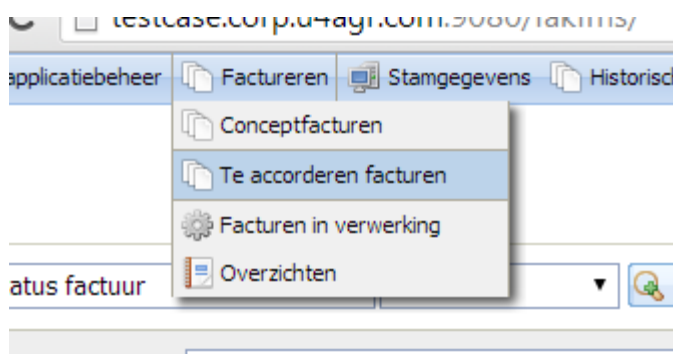 testcase.corp.u4agr.com:9080/fakfms/
applicatiebeheer Factureren Stamgegevens Historisch
Conceptfacturen
Te accorderen facturen
Facturen in verwerking
Overzichten
atus factuur